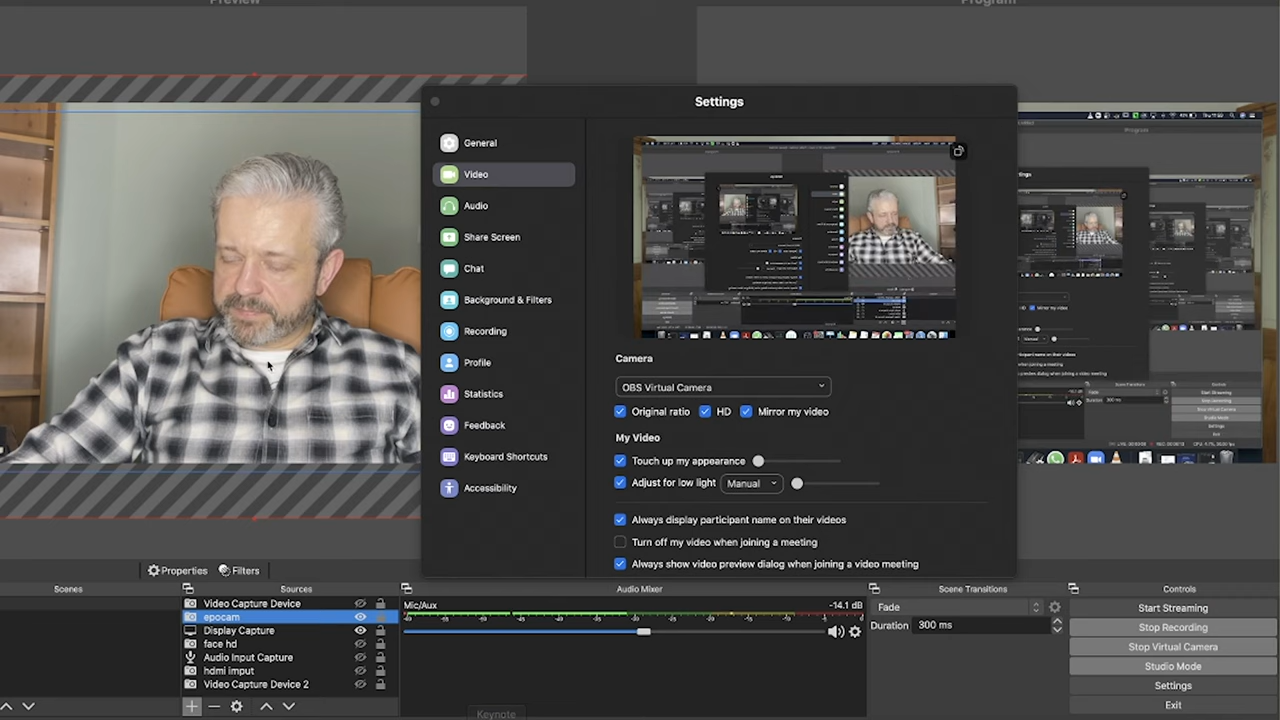 Preview
Program
Settings
General
Video
Audio
Share Screen
Chat
Background & Filters
Recording
Profile
Statistics
Feedback
Keyboard Shortcuts
Accessibility
Camera
OBS Virtual Camera
Original ratio HD Mirror my video
My Video
Touch up my appearance
Adjust for low light Manual
Always display participant name on their videos
Turn off my video when joining a meeting
Always show video preview dialog when joining a video meeting
Properties Filters
Scenes
Sources
Video Capture Device
epocam
Display Capture
face hd
Audio Input Capture
hdmi imput
Video Capture Device 2
Audio Mixer
Mic/Aux -14.1 dB
Scene Transitions
Fade
Duration 300 ms
Controls
Start Streaming
Stop Recording
Stop Virtual Camera
Studio Mode
Settings
Exit
Keynote